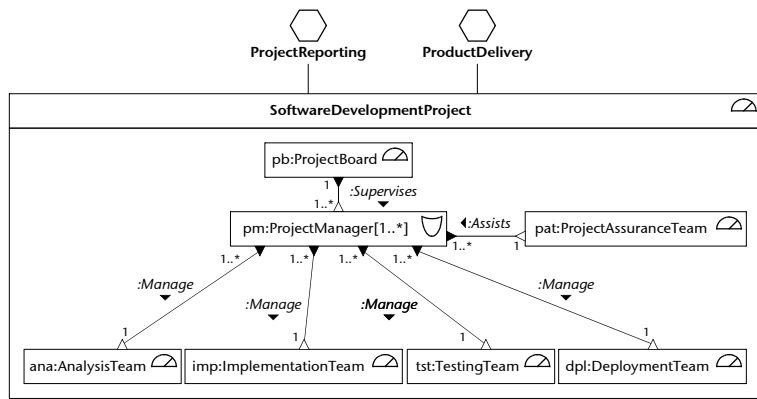 ProjectReporting
ProductDelivery
SoftwareDevelopmentProject
pb:ProjectBoard
1
:Supervises
1..*
pm:ProjectManager[1..*]
:Assists
1..*
1
pat:ProjectAssuranceTeam
1..*
1..*
1..*
1..*
:Manage
:Manage
:Manage
:Manage
1
1
1
1
ana:AnalysisTeam
imp:ImplementationTeam
tst:TestingTeam
dpl:DeploymentTeam